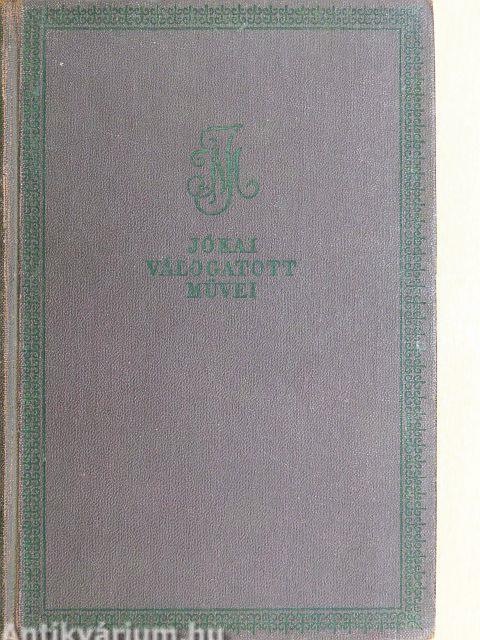 JM
JÓKAI
VÁLOGATOTT
MŰVEI
Antikvárium.hu